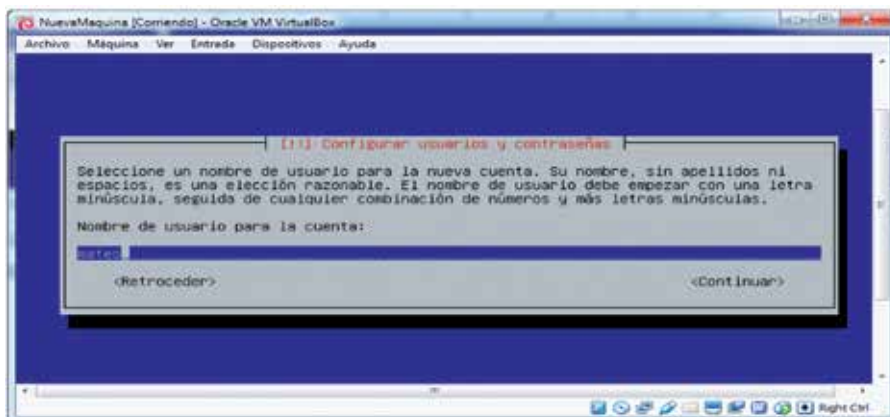 NuevaMaquina [Corriendo] - Oracle VM VirtualBox
Archivo Máquina Ver Entrada Dispositivos Ayuda
[!!] Configurar usuarios y contraseñas
Seleccione un nombre de usuario para la nueva cuenta. Su nombre, sin apellidos ni
espacios, es una elección razonable. El nombre de usuario debe empezar con una letra
minúscula, seguida de cualquier combinación de números y más letras minúsculas.
Nombre de usuario para la cuenta:
mateo
<Retroceder> <Continuar>
Right Ctrl